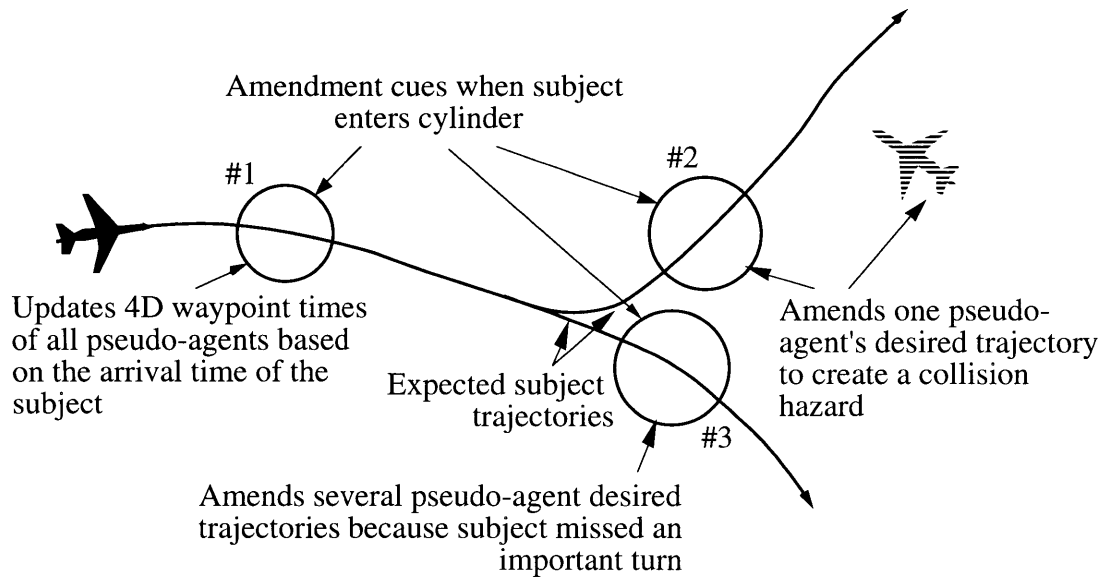 Amendment cues when subject
enters cylinder
#1
#2
Updates 4D waypoint times
of all pseudo-agents based
on the arrival time of the
subject
Expected subject
trajectories
Amends one pseudo-
agent's desired trajectory
to create a collision
hazard
#3
Amends several pseudo-agent desired
trajectories because subject missed an
important turn